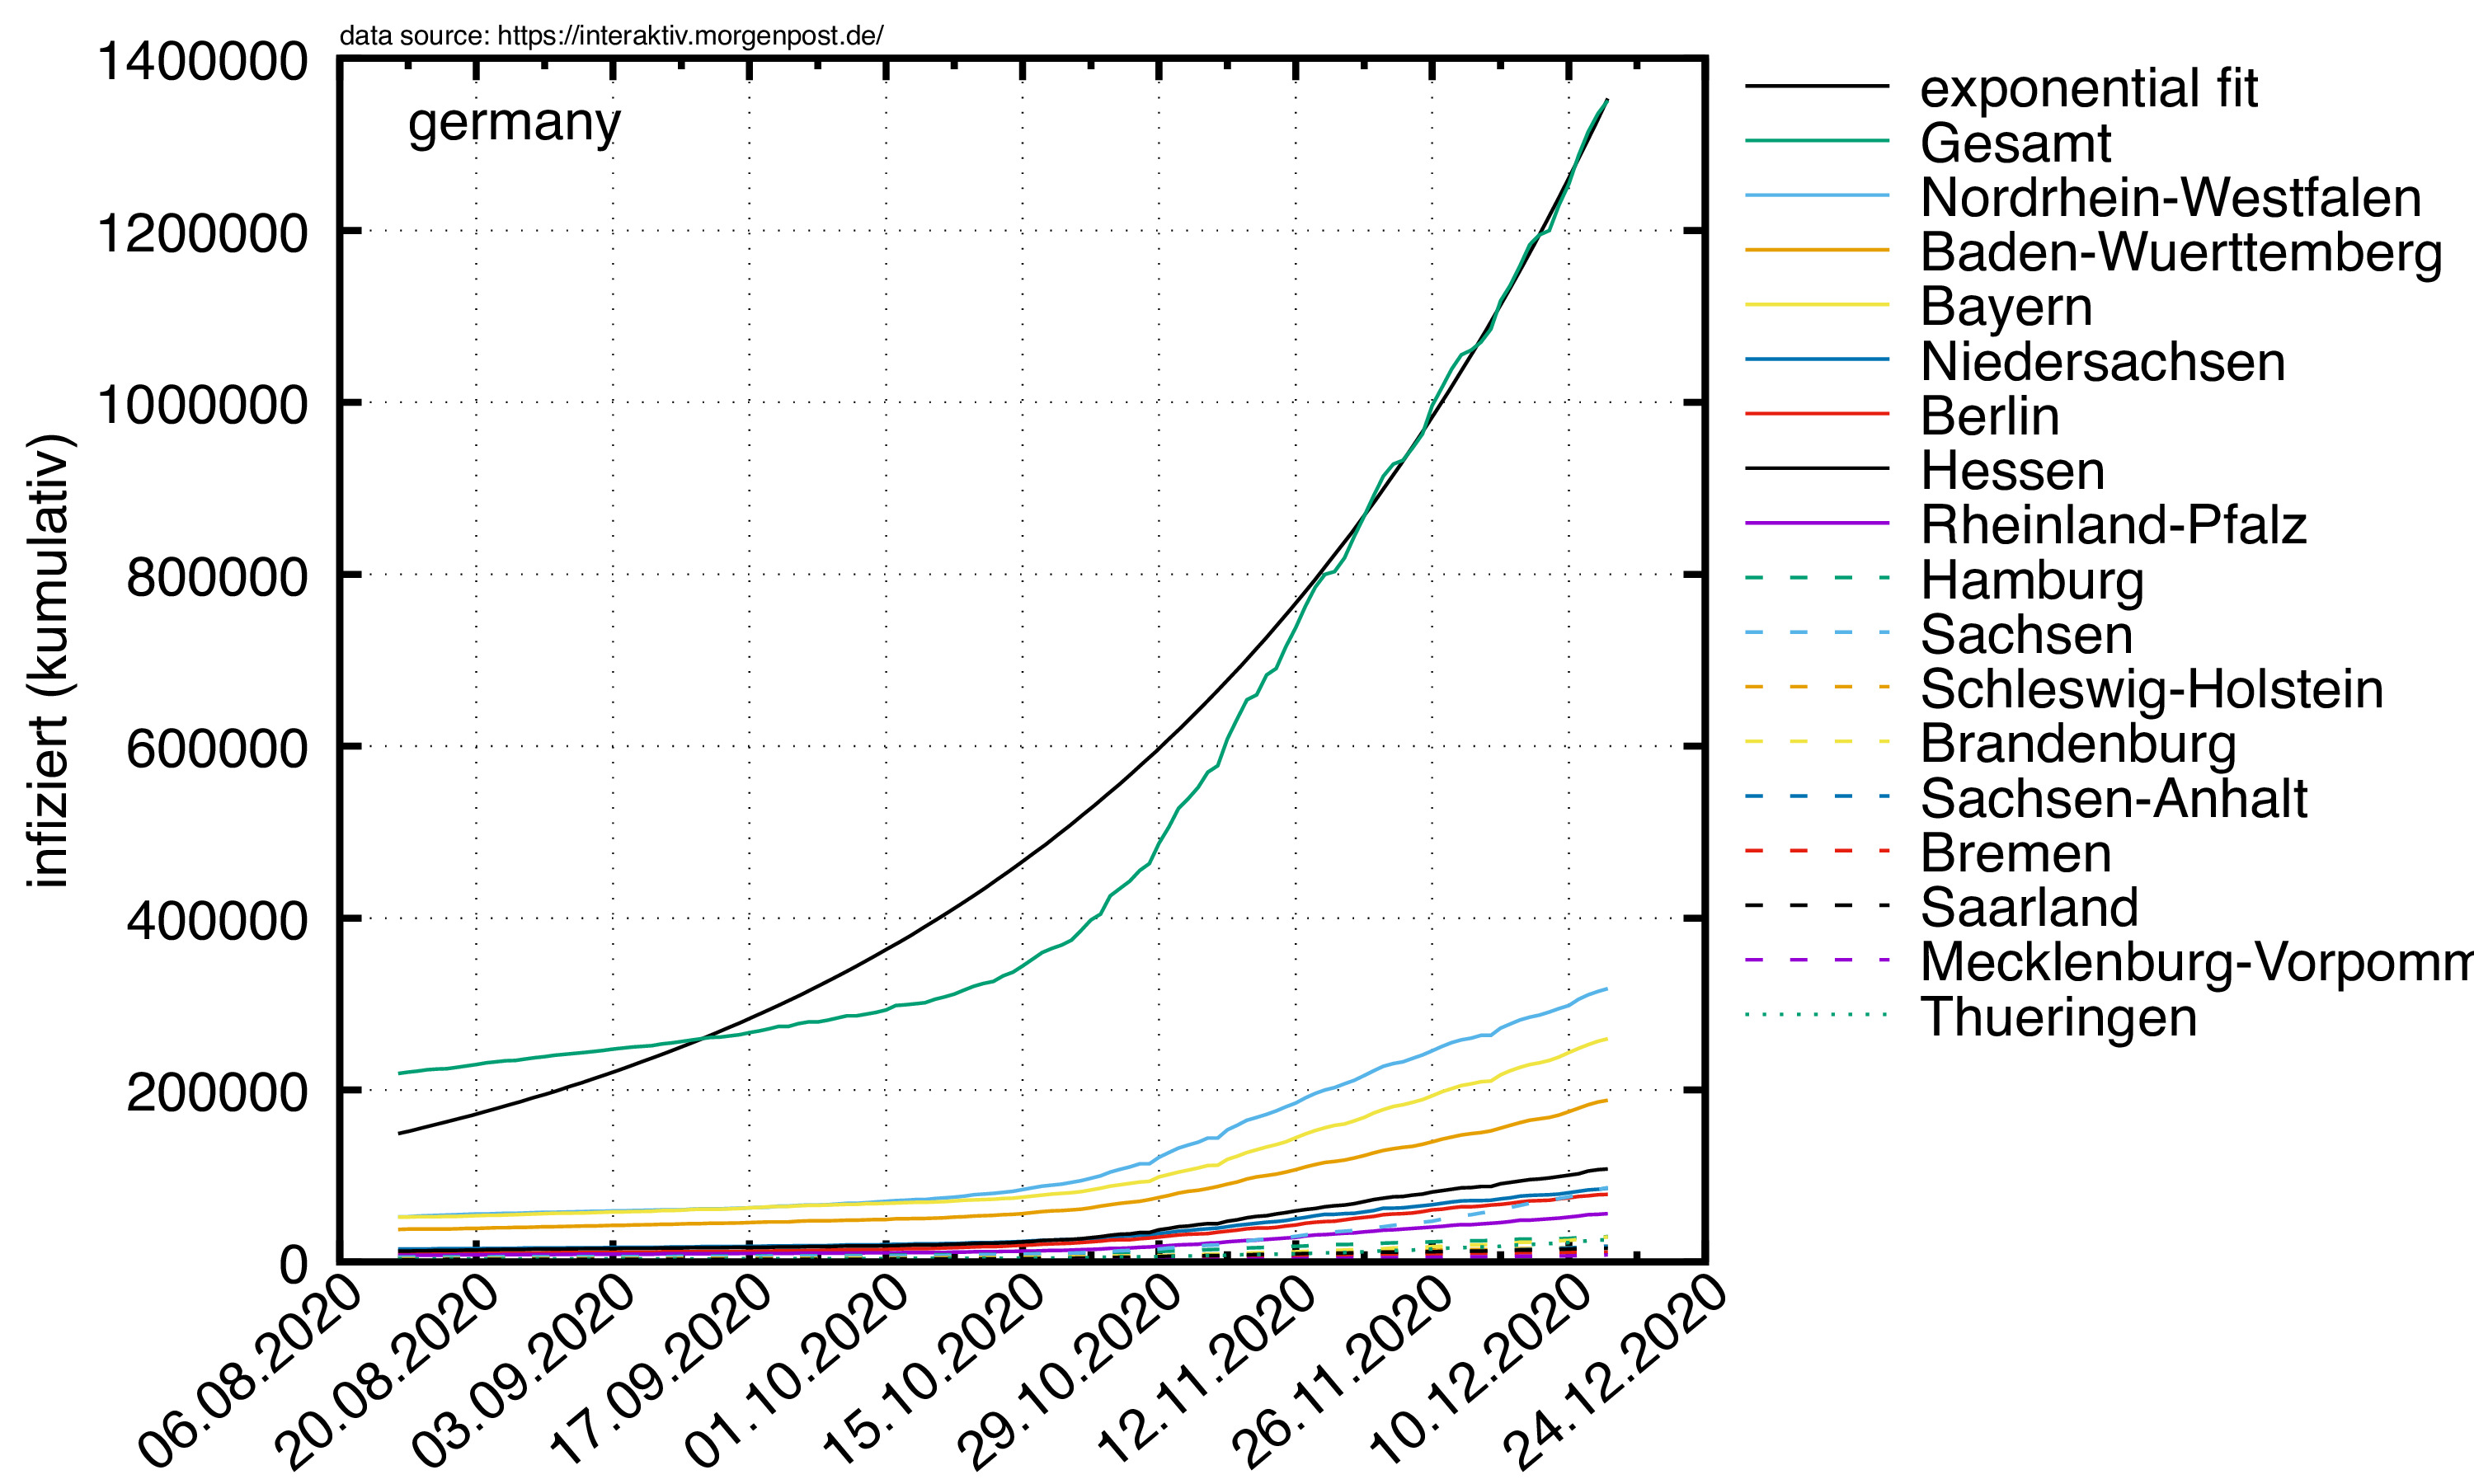 data source: https://interaktiv.morgenpost.de/
1400000
1200000
1000000
800000
600000
400000
200000
0
infiziert (kumulativ)
germany
06.08.2020
20.08.2020
03.09.2020
17.09.2020
01.10.2020
15.10.2020
29.10.2020
12.11.2020
26.11.2020
10.12.2020
24.12.2020
exponential fit
Gesamt
Nordrhein-Westfalen
Baden-Wuerttemberg
Bayern
Niedersachsen
Berlin
Hessen
Rheinland-Pfalz
Hamburg
Sachsen
Schleswig-Holstein
Brandenburg
Sachsen-Anhalt
Bremen
Saarland
Mecklenburg-Vorpomm
Thueringen